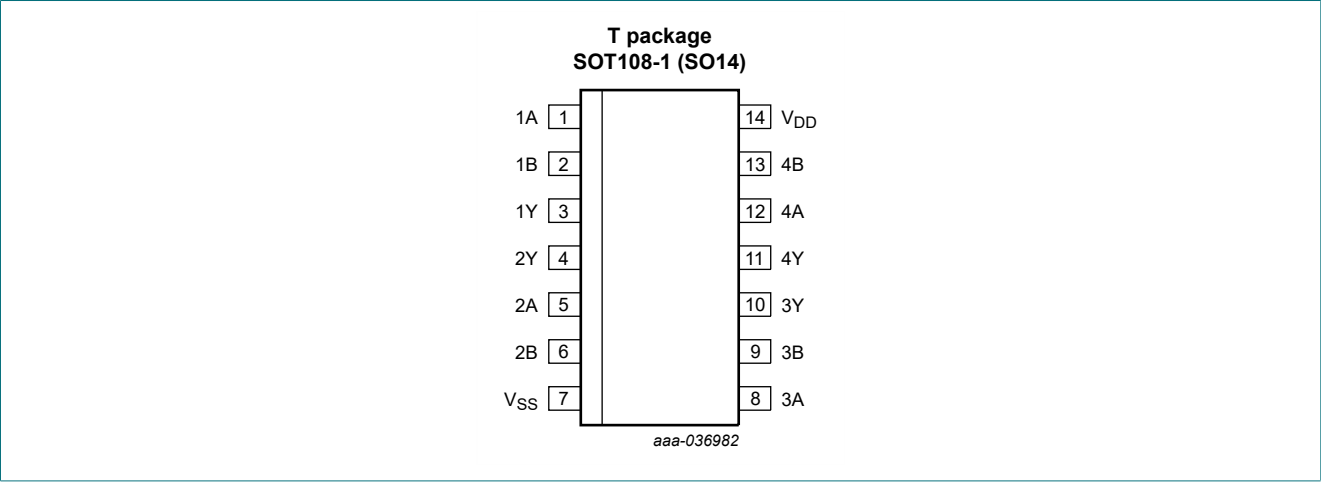 T package
SOT108-1 (SO14)
1A 1 14 VDD
1B 2 13 4B
1Y 3 12 4A
2Y 4 11 4Y
2A 5 10 3Y
2B 6 9 3B
VSS 7 8 3A
aaa-036982